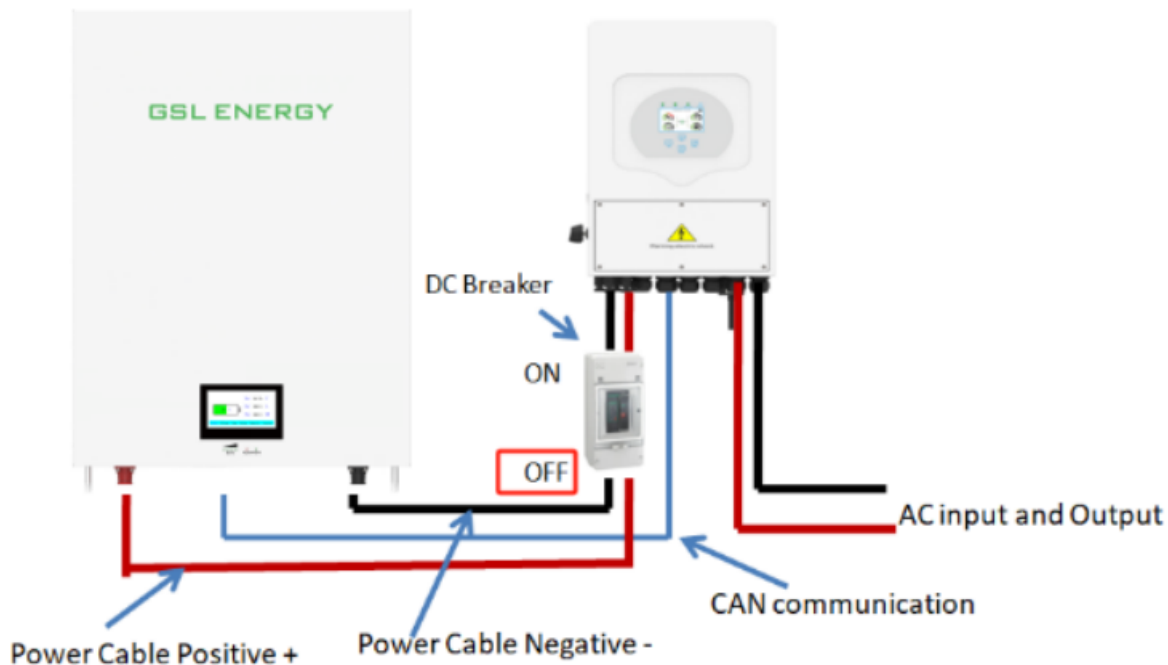 GSL ENERGY
DC Breaker
ON
OFF
AC input and Output
CAN communication
Power Cable Positive +
Power Cable Negative -